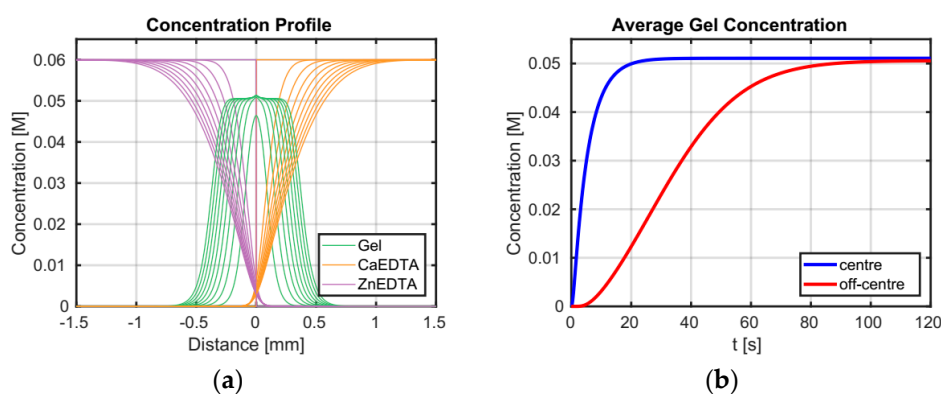 Concentration Profile
Concentration [M]
0.06
0.05
0.04
0.03
0.02
0.01
0
Gel
CaEDTA
ZnEDTA
-1.5 -1 -0.5 0 0.5 1 1.5
Distance [mm]
(a)
Average Gel Concentration
Concentration [M]
0.05
0.04
0.03
0.02
0.01
0
centre
off-centre
0 20 40 60 80 100 120
t [s]
(b)